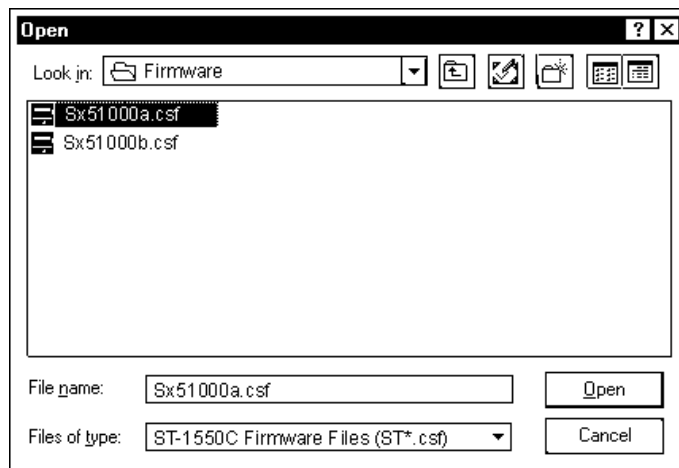 Open
Look in: Firmware
Sx51000a.csf
Sx51000b.csf
File name: Sx51000a.csf Open
Files of type: ST-1550C Firmware Files (ST*.csf) Cancel